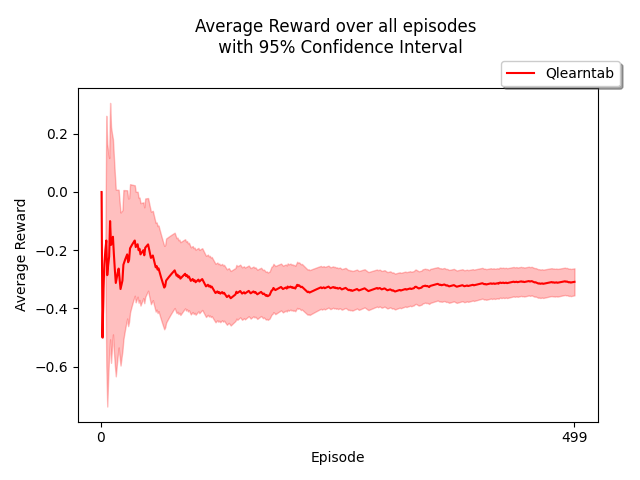 Average Reward over all episodes
with 95% Confidence Interval
Qlearntab
0.2
0.0
−0.2
−0.4
−0.6
Average Reward
0
499
Episode